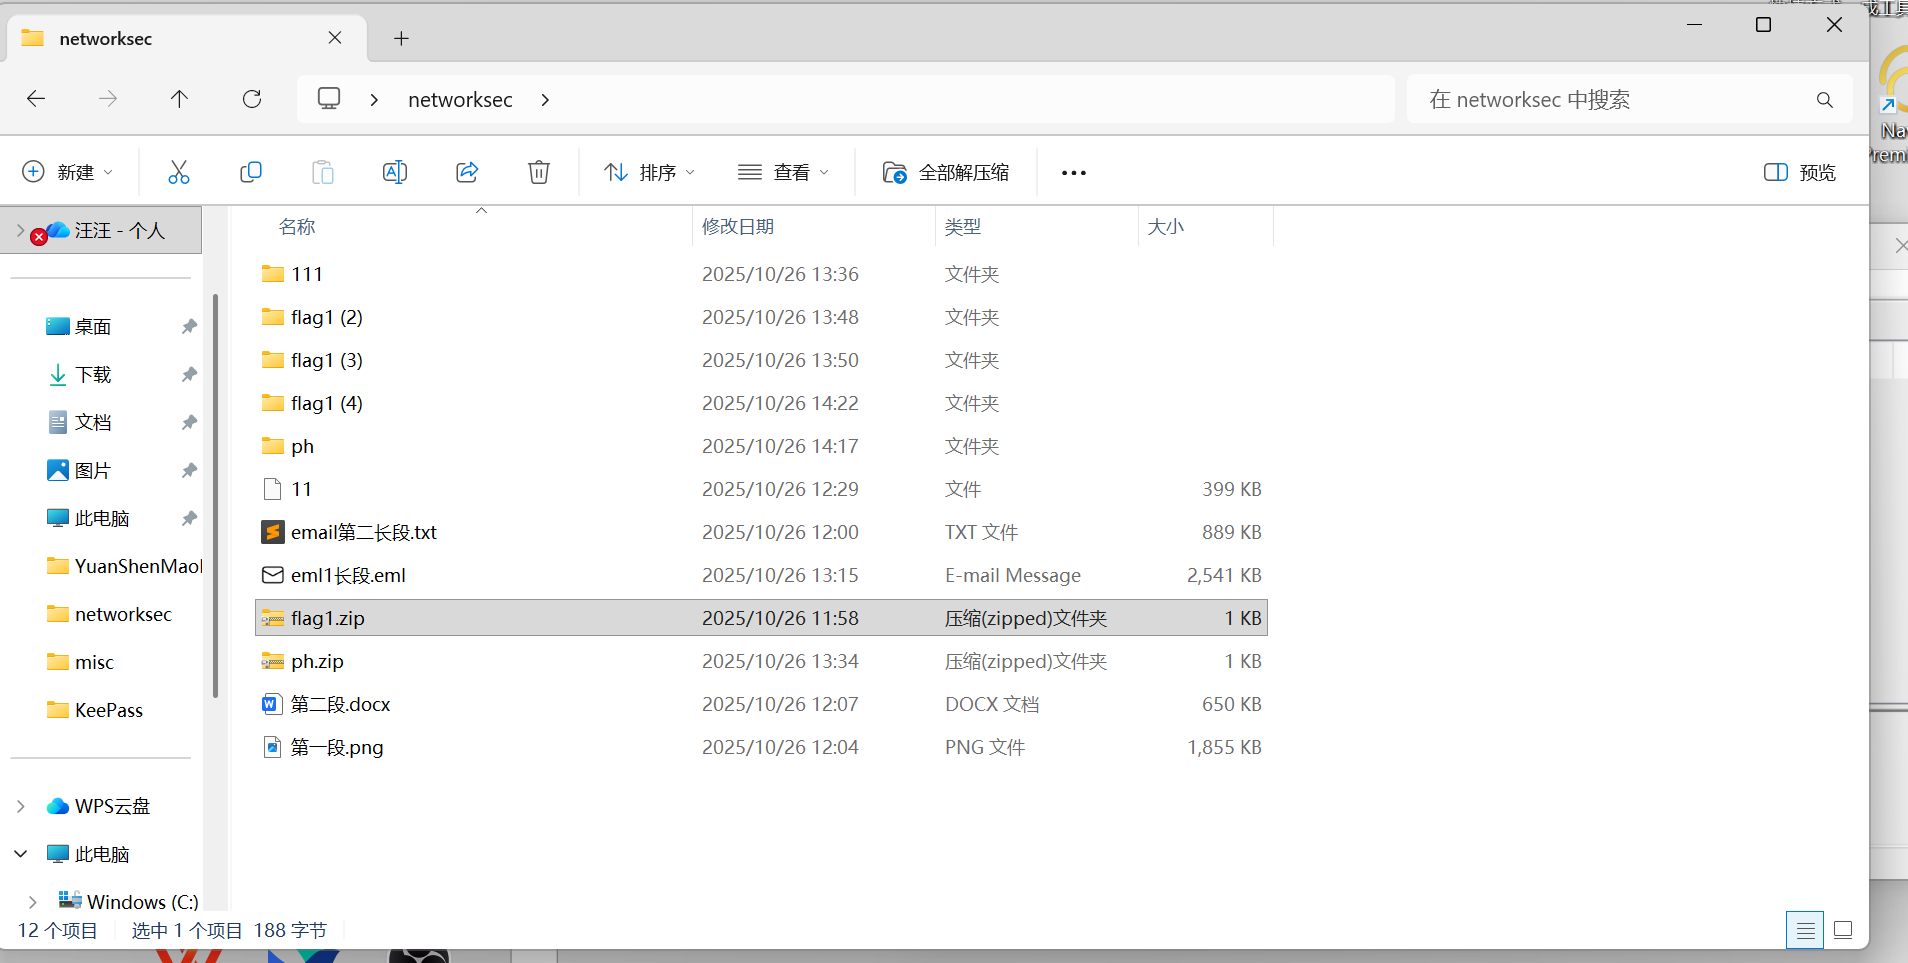 networksec
networksec
在 networksec 中搜索
新建
排序
查看
全部解压缩
预览
汪汪 - 个人
桌面
下载
文档
图片
此电脑
YuanShenMao
networksec
misc
KeePass
WPS云盘
此电脑
Windows (C:)
名称 修改日期 类型 大小
111 2025/10/26 13:36 文件夹
flag1 (2) 2025/10/26 13:48 文件夹
flag1 (3) 2025/10/26 13:50 文件夹
flag1 (4) 2025/10/26 14:22 文件夹
ph 2025/10/26 14:17 文件夹
11 2025/10/26 12:29 文件 399 KB
email第二长段.txt 2025/10/26 12:00 TXT 文件 889 KB
eml1长段.eml 2025/10/26 13:15 E-mail Message 2,541 KB
flag1.zip 2025/10/26 11:58 压缩(zipped)文件夹 1 KB
ph.zip 2025/10/26 13:34 压缩(zipped)文件夹 1 KB
第二段.docx 2025/10/26 12:07 DOCX 文档 650 KB
第一段.png 2025/10/26 12:04 PNG 文件 1,855 KB
12 个项目 选中 1 个项目 188 字节